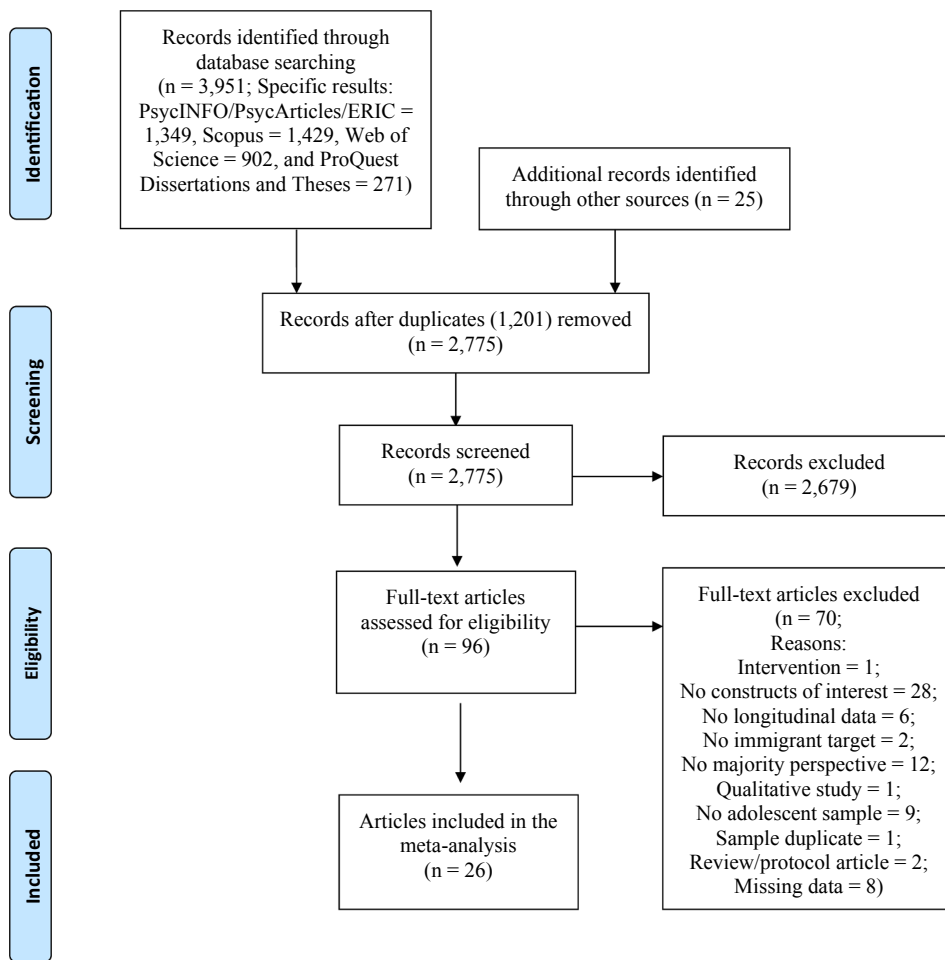 Identification
Records identified through
database searching
(n = 3,951; Specific results:
PsycINFO/PsycArticles/ERIC =
1,349, Scopus = 1,429, Web of
Science = 902, and ProQuest
Dissertations and Theses = 271)
Additional records identified
through other sources (n = 25)
Screening
Records after duplicates (1,201) removed
(n = 2,775)
Records screened
(n = 2,775)
Records excluded
(n = 2,679)
Eligibility
Full-text articles
assessed for eligibility
(n = 96)
Full-text articles excluded
(n = 70;
Reasons:
Intervention = 1;
No constructs of interest = 28;
No longitudinal data = 6;
No immigrant target = 2;
No majority perspective = 12;
Qualitative study = 1;
No adolescent sample = 9;
Sample duplicate = 1;
Review/protocol article = 2;
Missing data = 8)
Included
Articles included in the
meta-analysis
(n = 26)